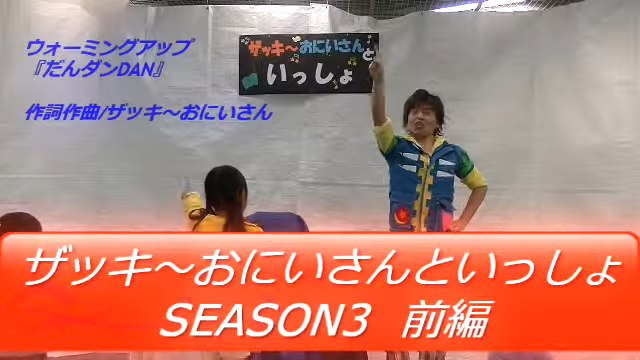 ウォーミングアップ
『だんダンDAN』
作詞作曲/ザッキ〜おにいさん
ザッキ〜おにいさんと
いっしょ
ザッキ〜おにいさんといっしょ
SEASON3 前編